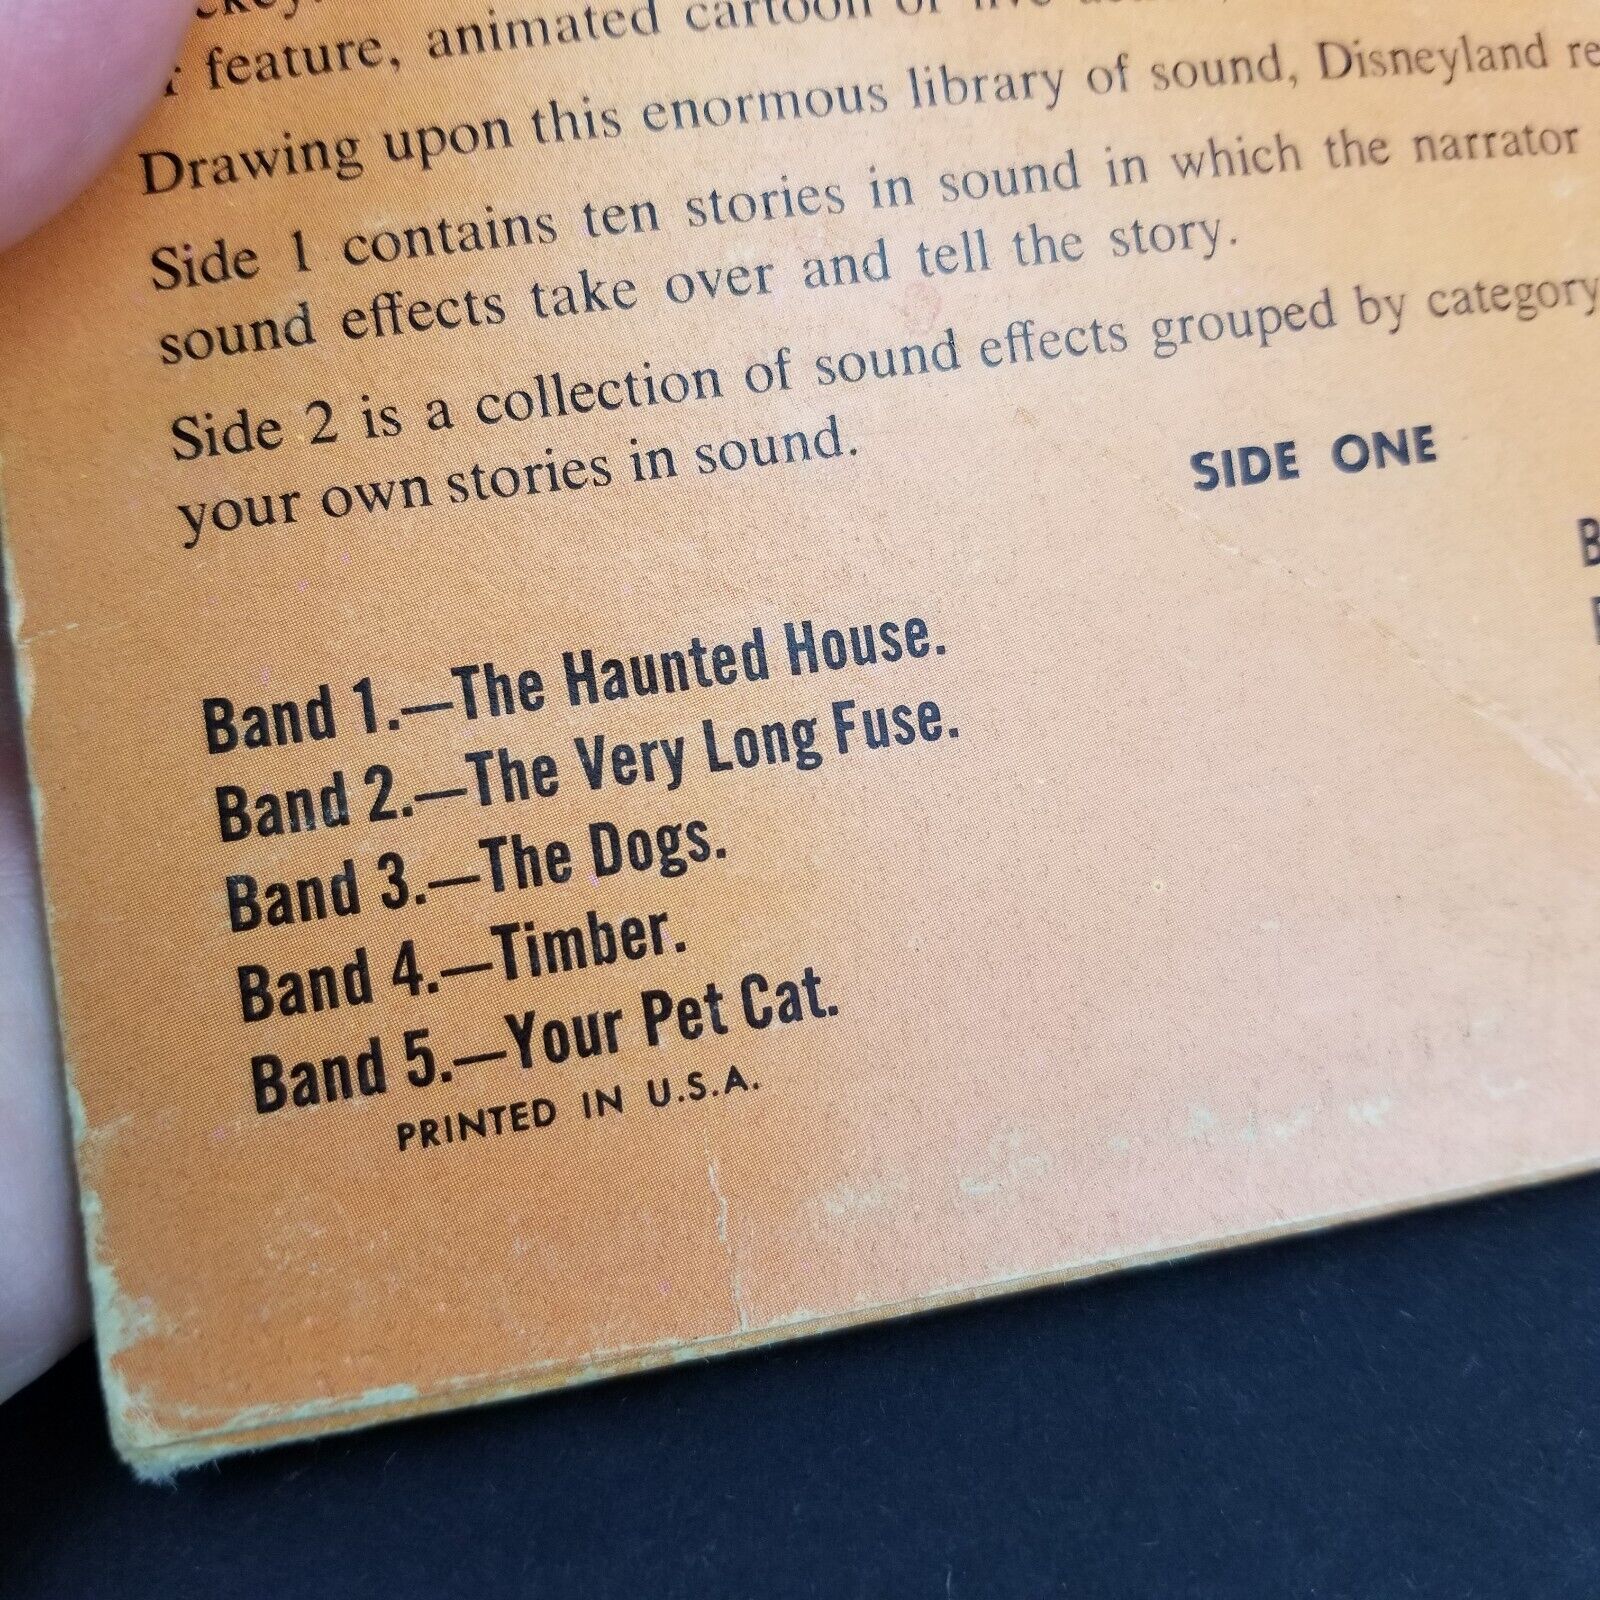 feature, animated cartoon or live
Drawing upon this enormous library of sound, Disneyland re
Side 1 contains ten stories in sound in which the narrator
sound effects take over and tell the story.
Side 2 is a collection of sound effects grouped by category
your own stories in sound.
SIDE ONE
Band 1.—The Haunted House.
Band 2.—The Very Long Fuse.
Band 3.—The Dogs.
Band 4.—Timber.
Band 5.—Your Pet Cat.
PRINTED IN U.S.A.